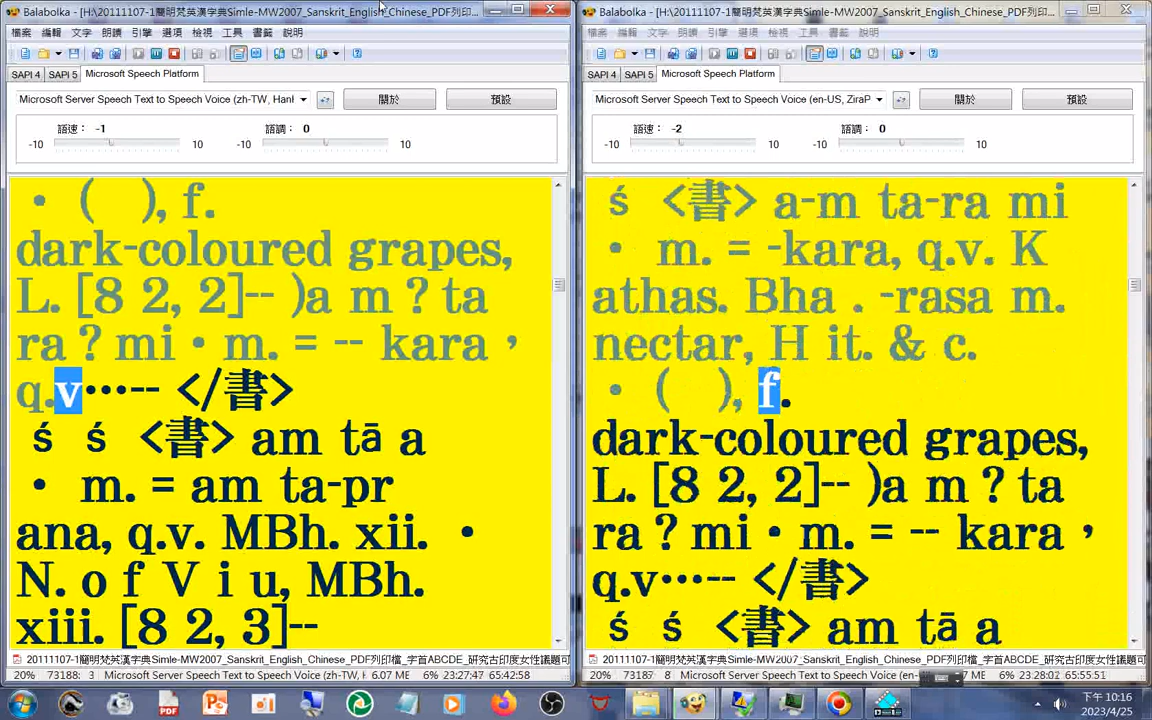 Balabolka - [H:\20111107-1簡明梵英漢字典Simle-MW2007_Sanskrit_English_Chinese_PDF列印...
檔案 編輯 文字 朗讀 引擎 選項 檢視 工具 書籤 說明
SAPI 4 SAPI 5 Microsoft Speech Platform
Microsoft Server Speech Text to Speech Voice (zh-TW, HanI
關於 預設
語速： -1 語調： 0
-10 10 -10 10
• ( ), f.
dark-coloured grapes,
L. [8 2, 2]-- )a m ? ta
ra ? mi • m. = -- kara ，
q.v…-- </書>
ś ś <書> am tā a
• m. = am ta-pr
ana, q.v. MBh. xii. •
N. o f V i u, MBh.
xiii. [8 2, 3]--
20111107-1簡明梵英漢字典Simle-MW2007_Sanskrit_English_Chinese_PDF列印檔_字首ABCDE_研究古印度女性議題可
20% 73188: 3 Microsoft Server Speech Text to Speech Voice (zh-TW, H 6.07 MB 6% 23:27:47 65:42:58
Balabolka - [H:\20111107-1簡明梵英漢字典Simle-MW2007_Sanskrit_English_Chinese_PDF列印...
檔案 編輯 文字 朗讀 引擎 選項 檢視 工具 書籤 說明
SAPI 4 SAPI 5 Microsoft Speech Platform
Microsoft Server Speech Text to Speech Voice (en-US, ZiraP
關於 預設
語速： -2 語調： 0
-10 10 -10 10
ś <書> a-m ta-ra mi
• m. = -kara, q.v. K
athas. Bha . -rasa m.
nectar, H it. & c.
• ( ), f.
dark-coloured grapes,
L. [8 2, 2]-- )a m ? ta
ra ? mi • m. = -- kara ，
q.v…-- </書>
ś ś <書> am tā a
20111107-1簡明梵英漢字典Simle-MW2007_Sanskrit_English_Chinese_PDF列印檔_字首ABCDE_研究古印度女性議題可
20% 73187: 8 Microsoft Server Speech Text to Speech Voice (en-US, ZiraP 6% 23:28:02 65:55:51
下午 10:16
2023/4/25